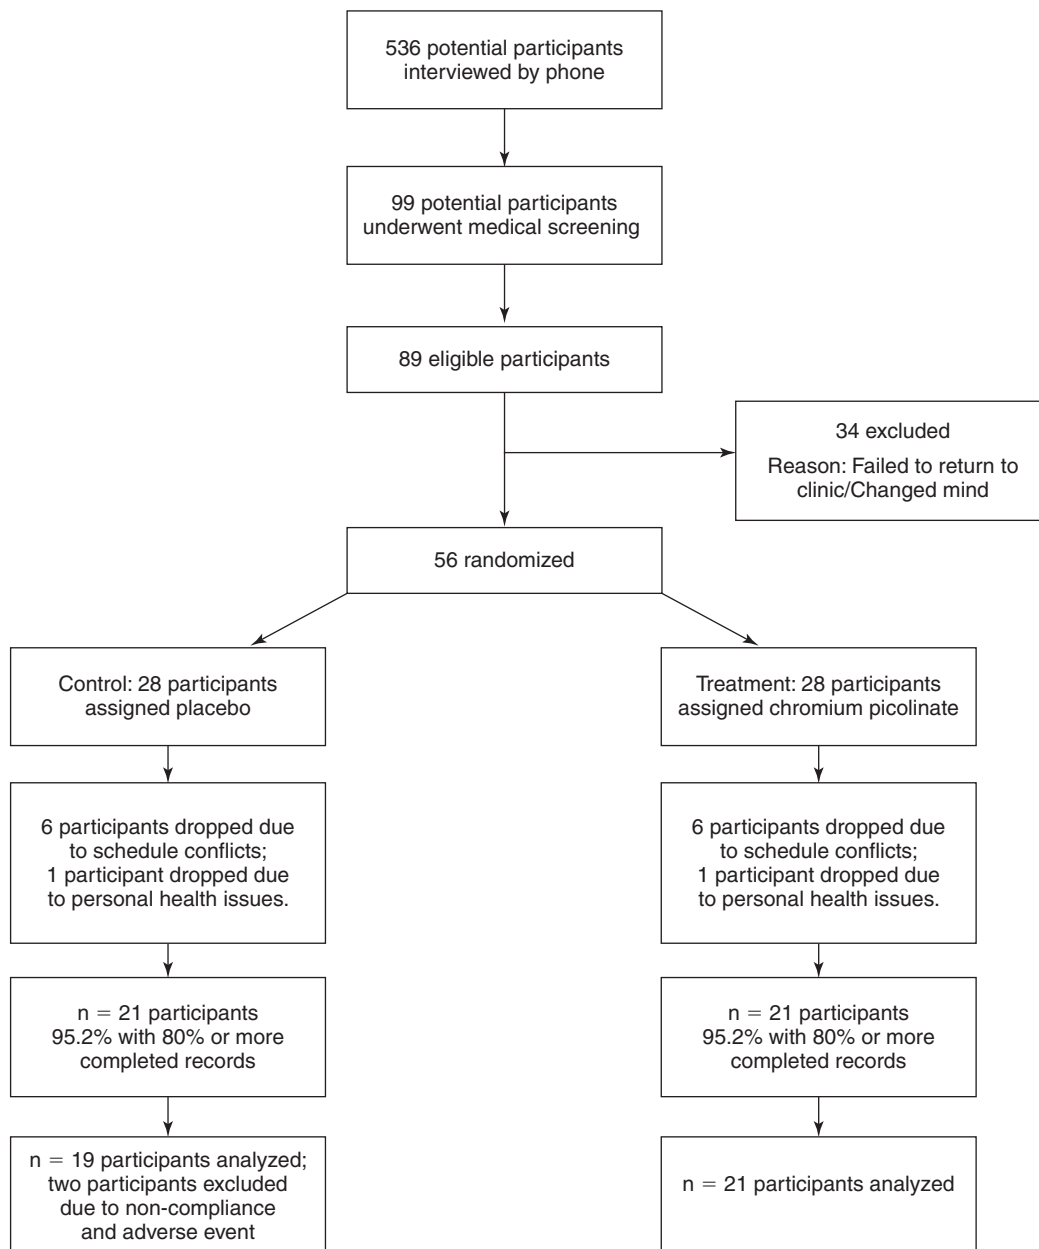 536 potential participants
interviewed by phone
99 potential participants
underwent medical screening
89 eligible participants
34 excluded
Reason: Failed to return to
clinic/Changed mind
56 randomized
Control: 28 participants
assigned placebo
Treatment: 28 participants
assigned chromium picolinate
6 participants dropped due
to schedule conflicts;
1 participant dropped due
to personal health issues.
6 participants dropped due
to schedule conflicts;
1 participant dropped due
to personal health issues.
n = 21 participants
95.2% with 80% or more
completed records
n = 21 participants
95.2% with 80% or more
completed records
n = 19 participants analyzed;
two participants excluded
due to non-compliance
and adverse event
n = 21 participants analyzed